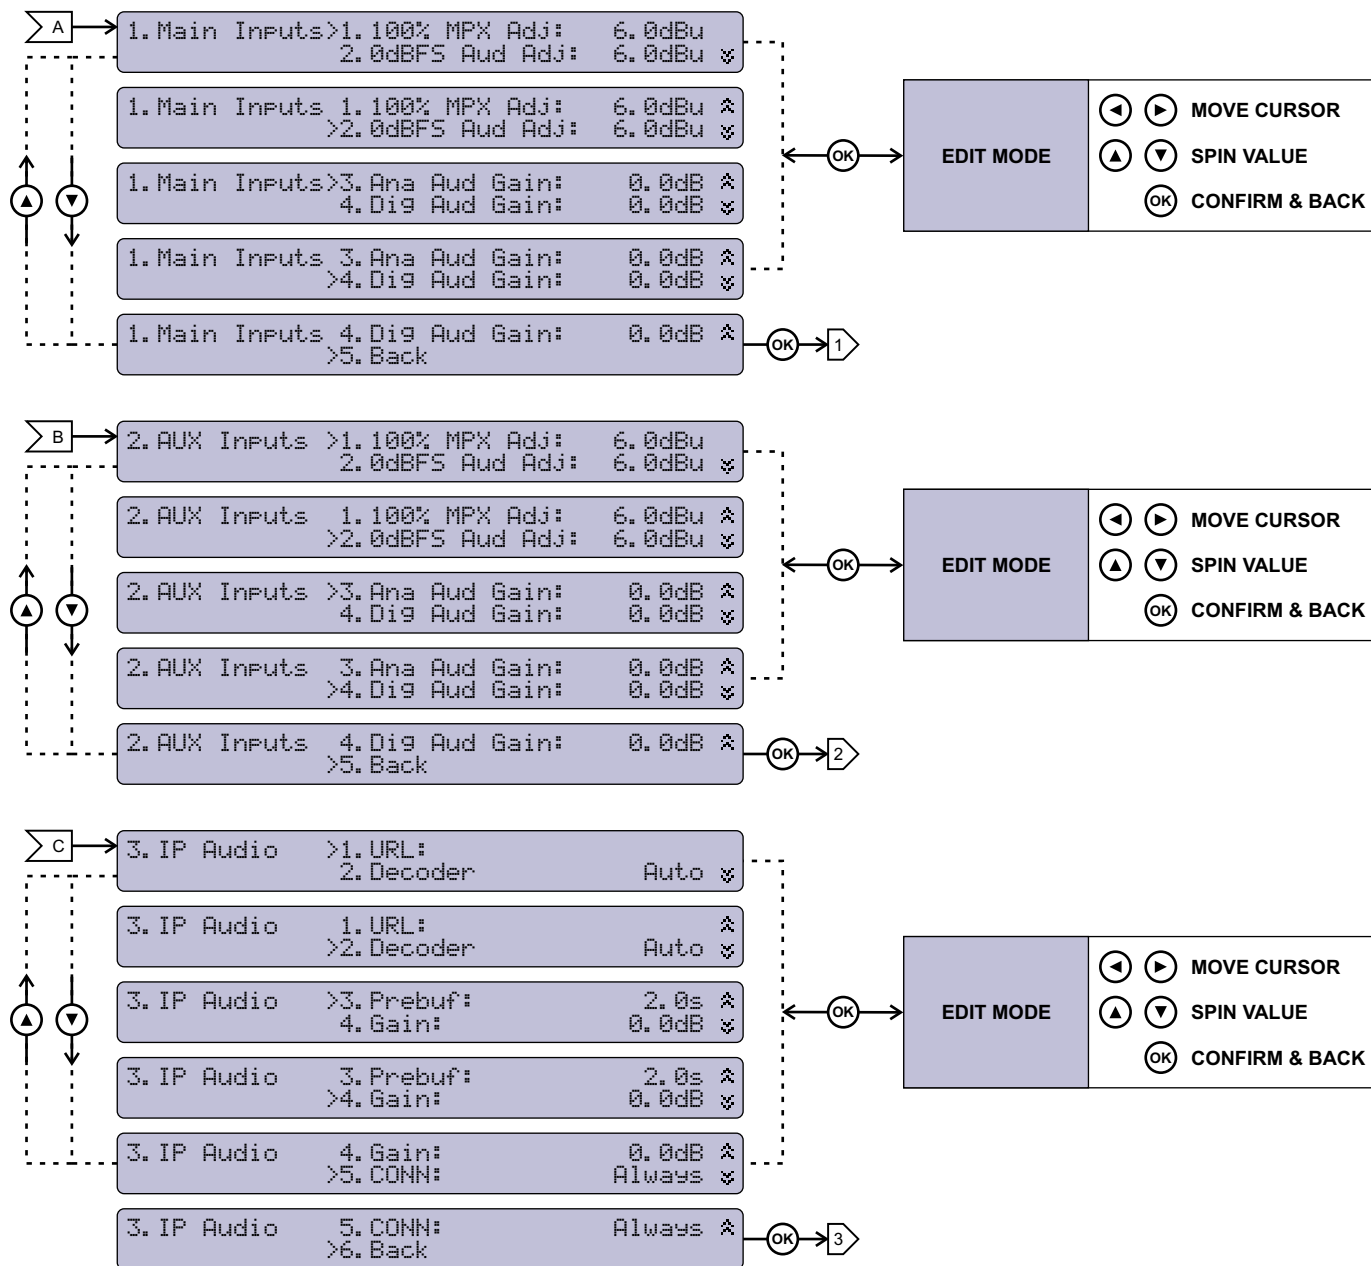 A
1.Main Inputs>1.100% MPX Adj: 6.0dBu
2.0dBFS Aud Adj: 6.0dBu
1.Main Inputs 1.100% MPX Adj: 6.0dBu
>2.0dBFS Aud Adj: 6.0dBu
1.Main Inputs>3.Ana Aud Gain: 0.0dB
4.Dig Aud Gain: 0.0dB
1.Main Inputs 3.Ana Aud Gain: 0.0dB
>4.Dig Aud Gain: 0.0dB
1.Main Inputs 4.Dig Aud Gain: 0.0dB
>5.Back
OK
1
OK
EDIT MODE
MOVE CURSOR
SPIN VALUE
OK CONFIRM & BACK
B
2.AUX Inputs >1.100% MPX Adj: 6.0dBu
2.0dBFS Aud Adj: 6.0dBu
2.AUX Inputs 1.100% MPX Adj: 6.0dBu
>2.0dBFS Aud Adj: 6.0dBu
2.AUX Inputs >3.Ana Aud Gain: 0.0dB
4.Dig Aud Gain: 0.0dB
2.AUX Inputs 3.Ana Aud Gain: 0.0dB
>4.Dig Aud Gain: 0.0dB
2.AUX Inputs 4.Dig Aud Gain: 0.0dB
>5.Back
OK
2
OK
EDIT MODE
MOVE CURSOR
SPIN VALUE
OK CONFIRM & BACK
C
3.IP Audio >1.URL:
2.Decoder Auto
3.IP Audio 1.URL:
>2.Decoder Auto
3.IP Audio >3.Prebuf: 2.0s
4.Gain: 0.0dB
3.IP Audio 3.Prebuf: 2.0s
>4.Gain: 0.0dB
3.IP Audio 4.Gain: 0.0dB
>5.CONN: Always
3.IP Audio 5.CONN: Always
>6.Back
OK
3
OK
EDIT MODE
MOVE CURSOR
SPIN VALUE
OK CONFIRM & BACK